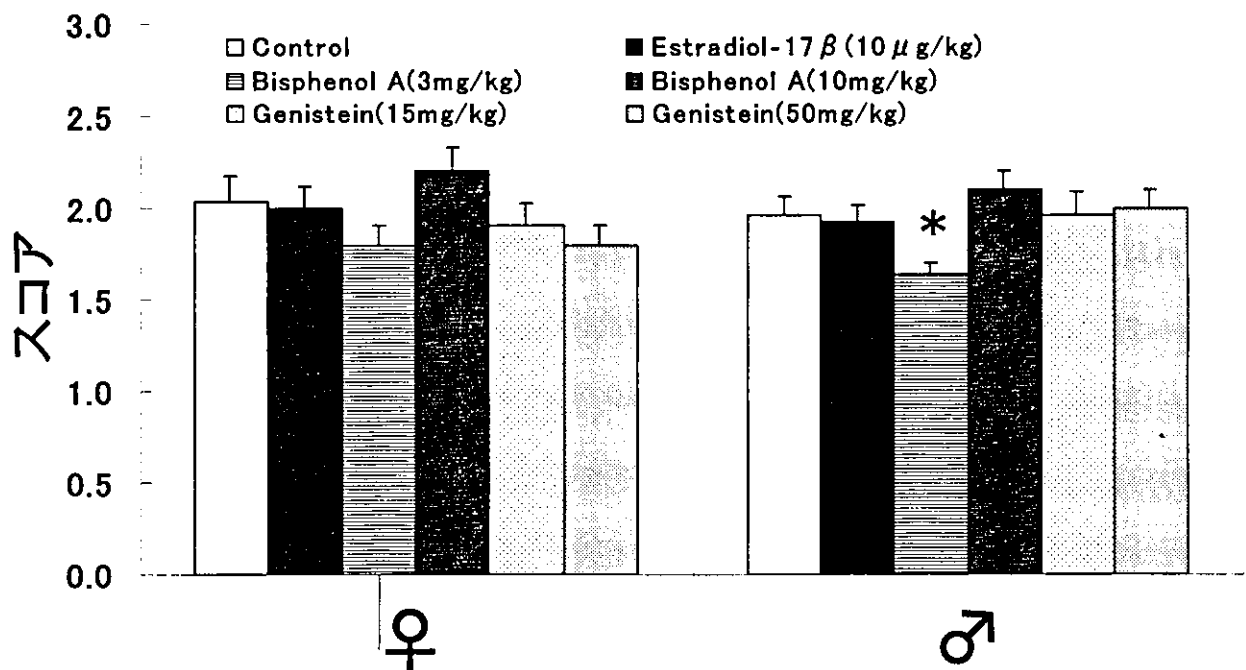 3.0
□ Control ■ Estradiol-17β(10μg/kg)
Bisphenol A(3mg/kg) Bisphenol A(10mg/kg)
Genistein(15mg/kg) Genistein(50mg/kg)
2.5
2.0
*
1.5
1.0
0.5
0.0
スコア
♀ ♂